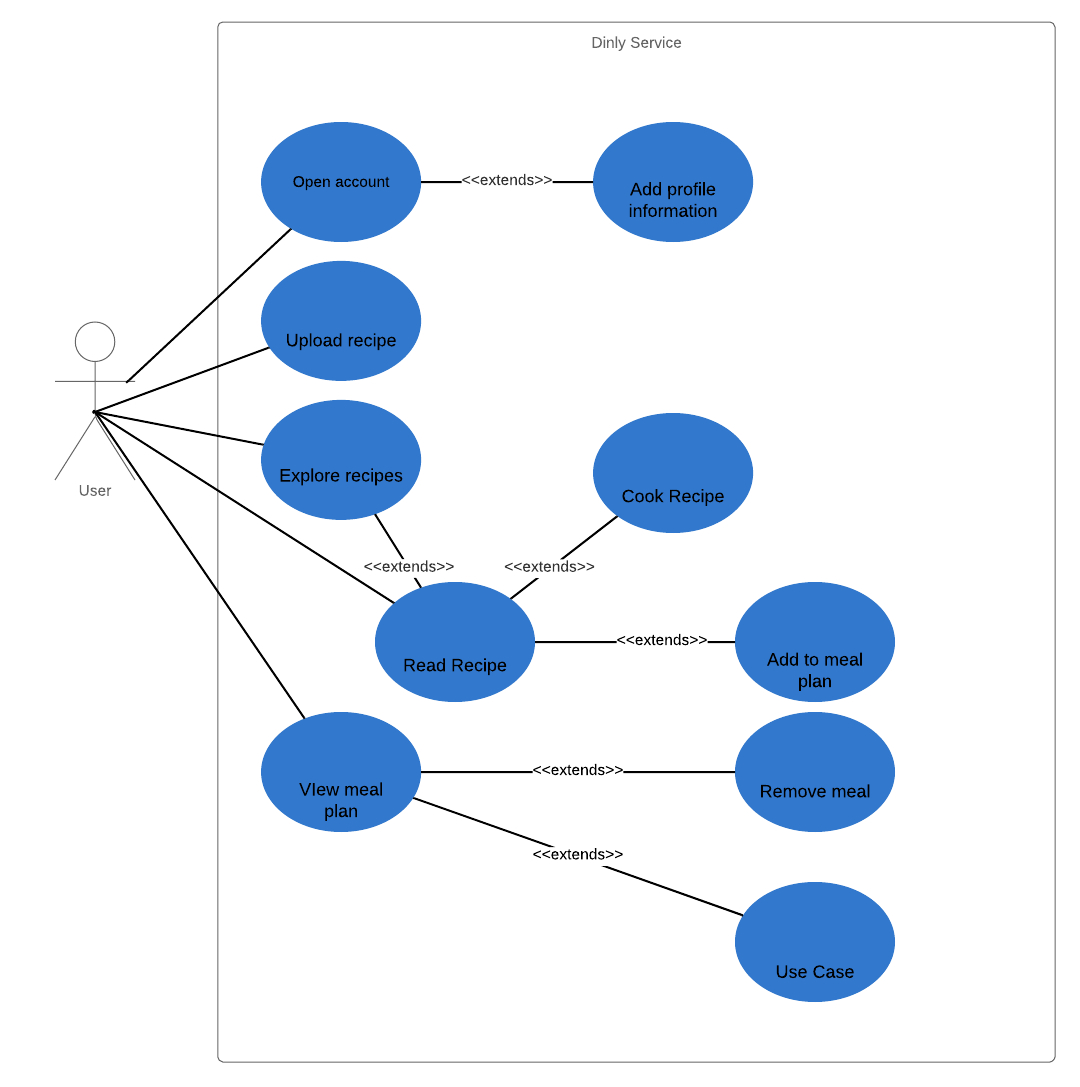 Dinly Service
Open account
<<extends>>
Add profile
information
Upload recipe
User
Explore recipes
Cook Recipe
<<extends>>
<<extends>>
Read Recipe
<<extends>>
Add to meal
plan
VIew meal
plan
<<extends>>
Remove meal
<<extends>>
Use Case